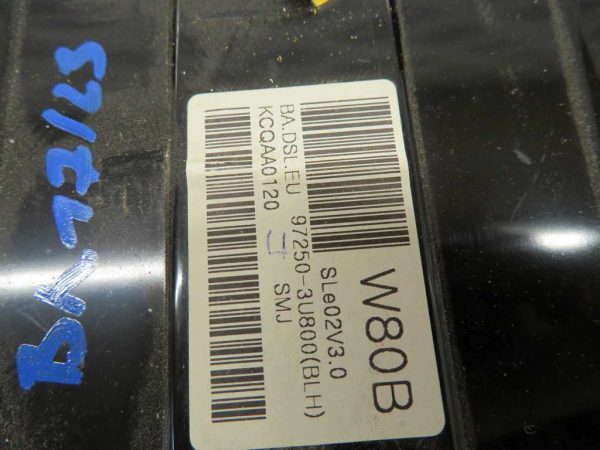 W80B
SLe02V3.0
BA.DSL.EU 97250-3U800(BLH)
KCQAA0120 SMJ